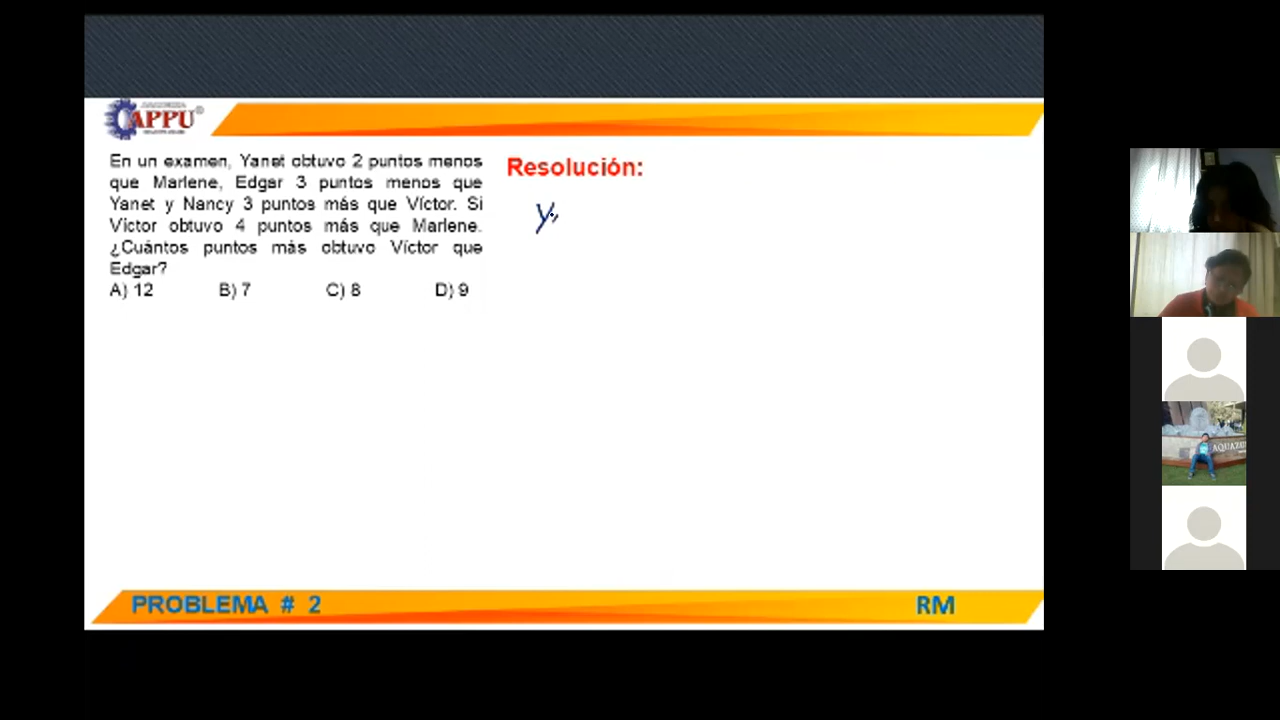 APPU
En un examen, Yanet obtuvo 2 puntos menos
que Marlene, Edgar 3 puntos menos que
Yanet y Nancy 3 puntos más que Víctor. Si
Víctor obtuvo 4 puntos más que Marlene.
¿Cuántos puntos más obtuvo Víctor que
Edgar?
A) 12 B) 7 C) 8 D) 9
Resolución:
y
PROBLEMA # 2
RM